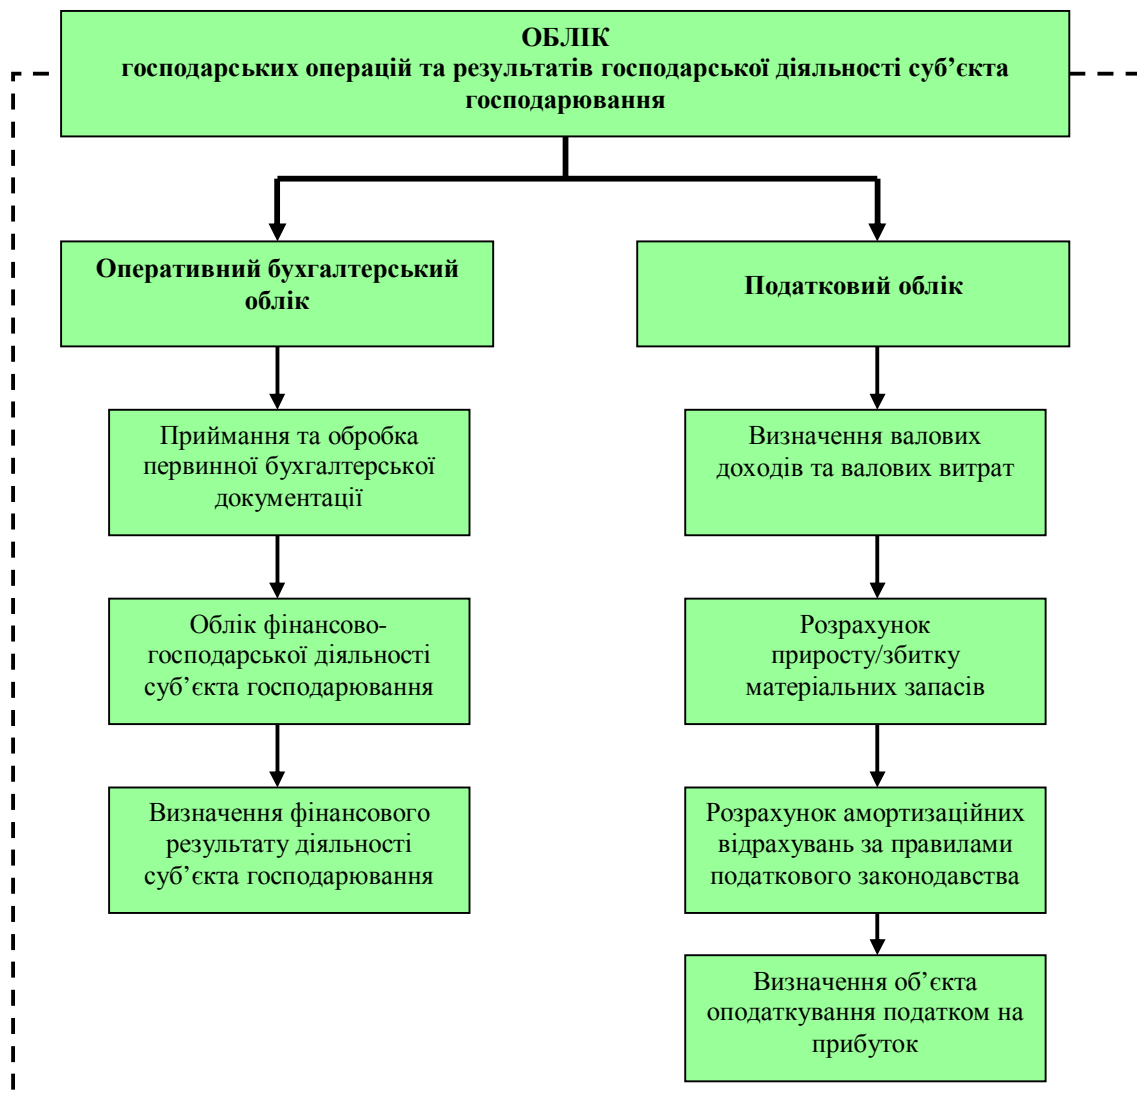 ОБЛІК
господарських операцій та результатів господарської діяльності суб’єкта
господарювання
Оперативний бухгалтерський
облік
Податковий облік
Приймання та обробка
первинної бухгалтерської
документації
Визначення валових
доходів та валових витрат
Облік фінансово-
господарської діяльності
суб’єкта господарювання
Розрахунок
приросту/збитку
матеріальних запасів
Визначення фінансового
результату діяльності
суб’єкта господарювання
Розрахунок амортизаційних
відрахувань за правилами
податкового законодавства
Визначення об’єкта
оподаткування податком на
прибуток